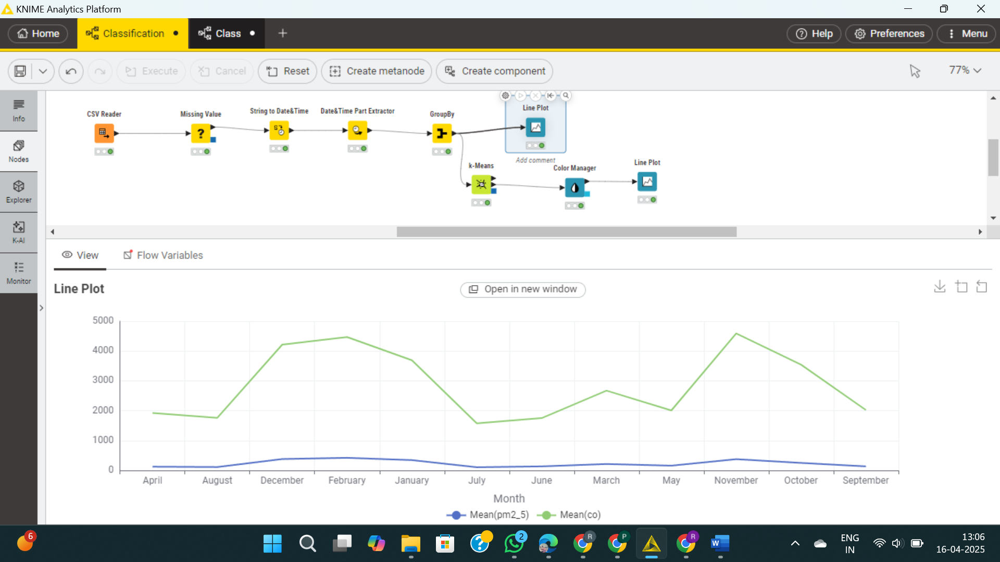 KNIME Analytics Platform
Home
Classification
Class
Help
Preferences
Menu
Execute
Cancel
Reset
Create metanode
Create component
77%
Info
Nodes
Explorer
K-AI
Monitor
CSV Reader
Missing Value
String to Date&Time
Date&Time Part Extractor
GroupBy
Line Plot
Add comment
k-Means
Color Manager
Line Plot
View
Flow Variables
Line Plot
Open in new window
5000
4000
3000
2000
1000
0
April
August
December
February
January
July
June
March
May
November
October
September
Month
Mean(pm2_5)
Mean(co)
6
2
R
P
R
W
ENG
IN
13:06
16-04-2025